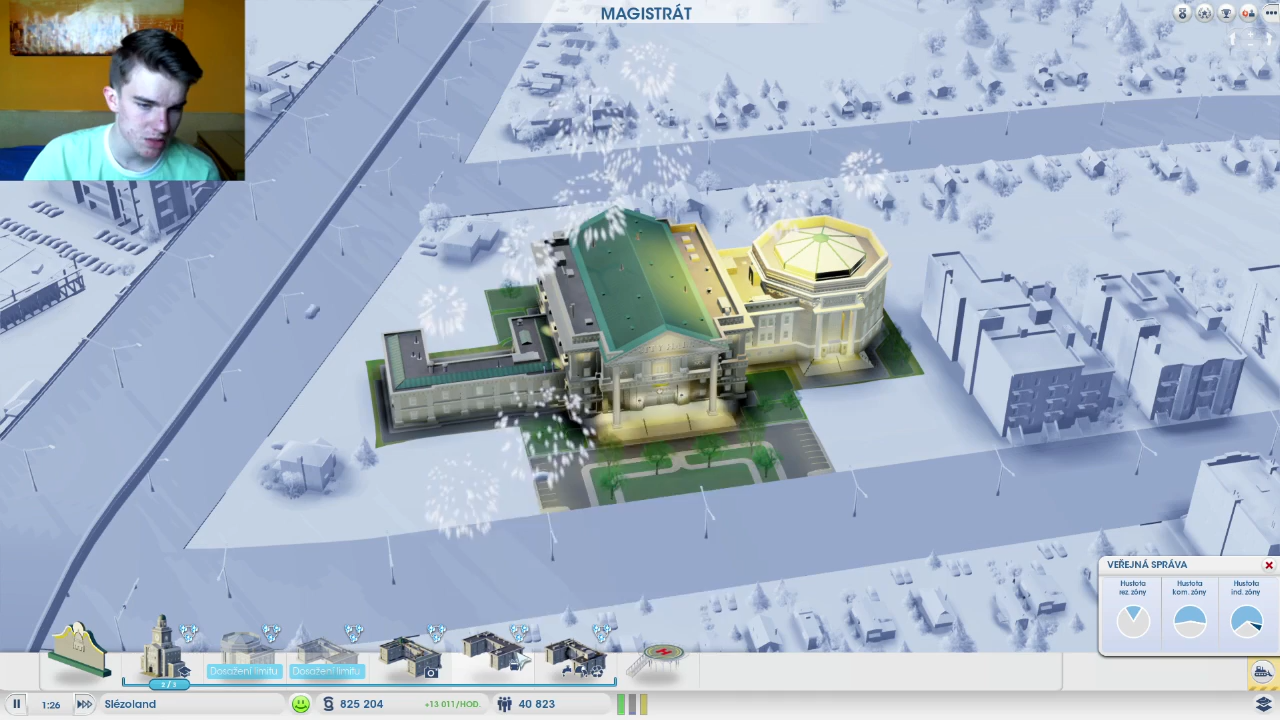 MAGISTRÁT
VEŘEJNÁ SPRÁVA
Hustota
rez. zóny
Hustota
kom. zóny
Hustota
ind. zóny
Dosažení limitu
Dosažení limitu
2 / 3
1:26
Slézoland
825 204
+13 011/HOD.
40 823